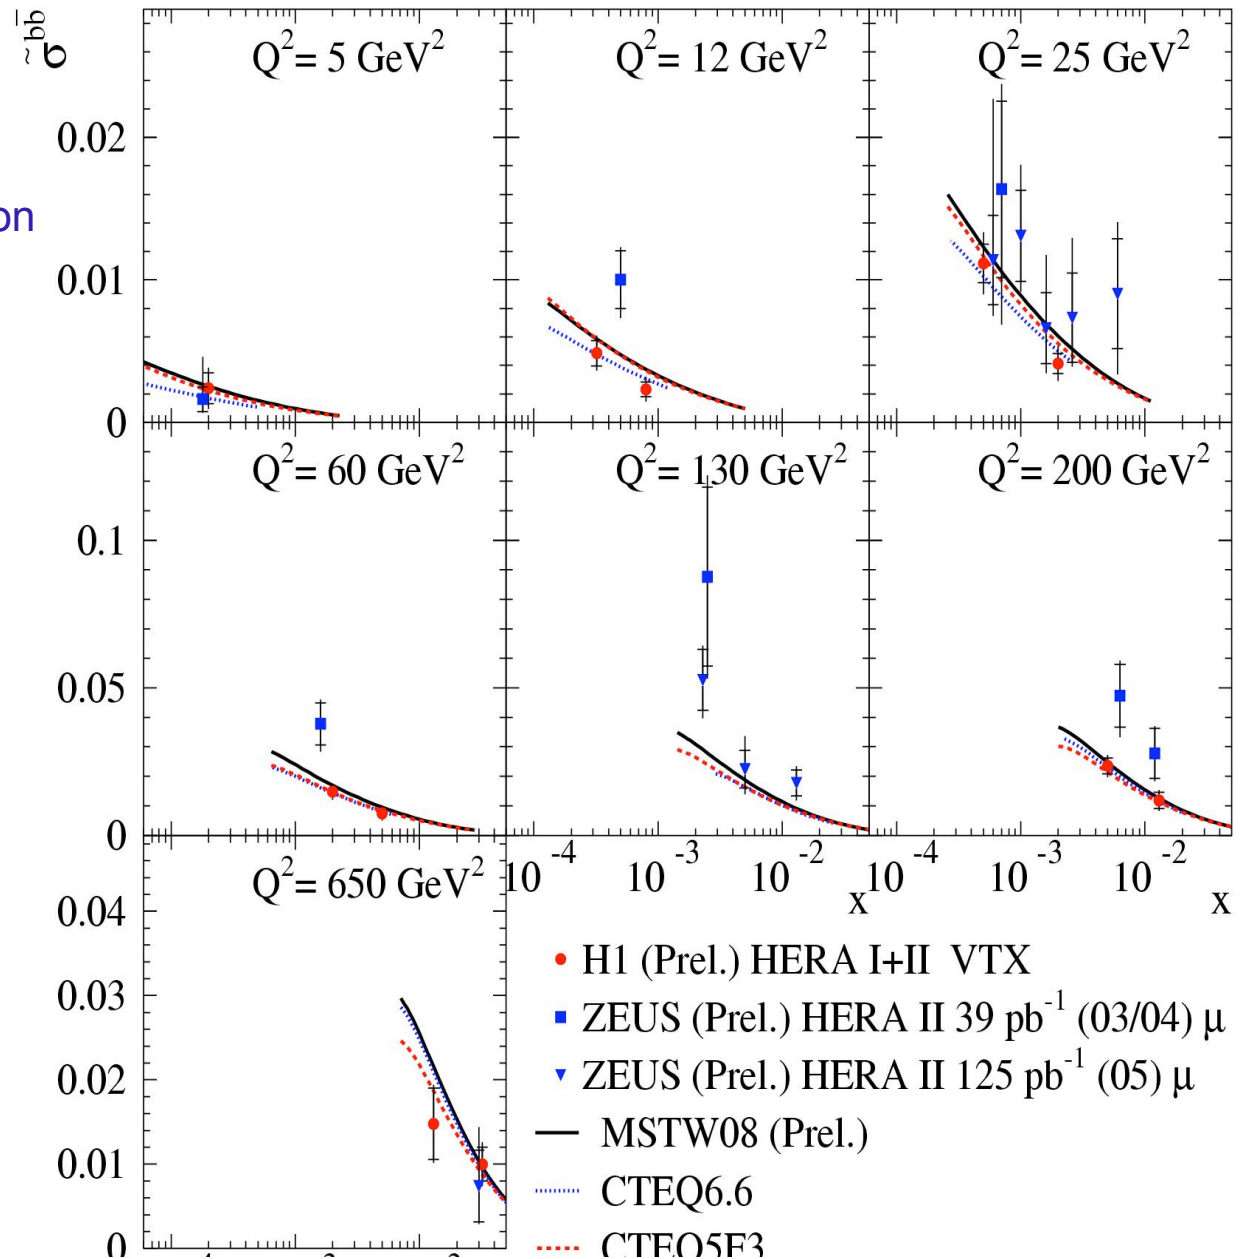 σ̃ bb̄
Q²= 5 GeV²
Q²= 12 GeV²
Q²= 25 GeV²
0.02
on
0.01
0
Q²= 60 GeV²
Q²= 130 GeV²
Q²= 200 GeV²
0.1
0.05
0
10⁻⁴ 10⁻³ 10⁻² x
10⁻⁴ 10⁻³ 10⁻² x
Q²= 650 GeV²
0.04
0.03
0.02
0.01
0
H1 (Prel.) HERA I+II VTX
ZEUS (Prel.) HERA II 39 pb⁻¹ (03/04) μ
ZEUS (Prel.) HERA II 125 pb⁻¹ (05) μ
MSTW08 (Prel.)
CTEQ6.6
CTEQ5F3